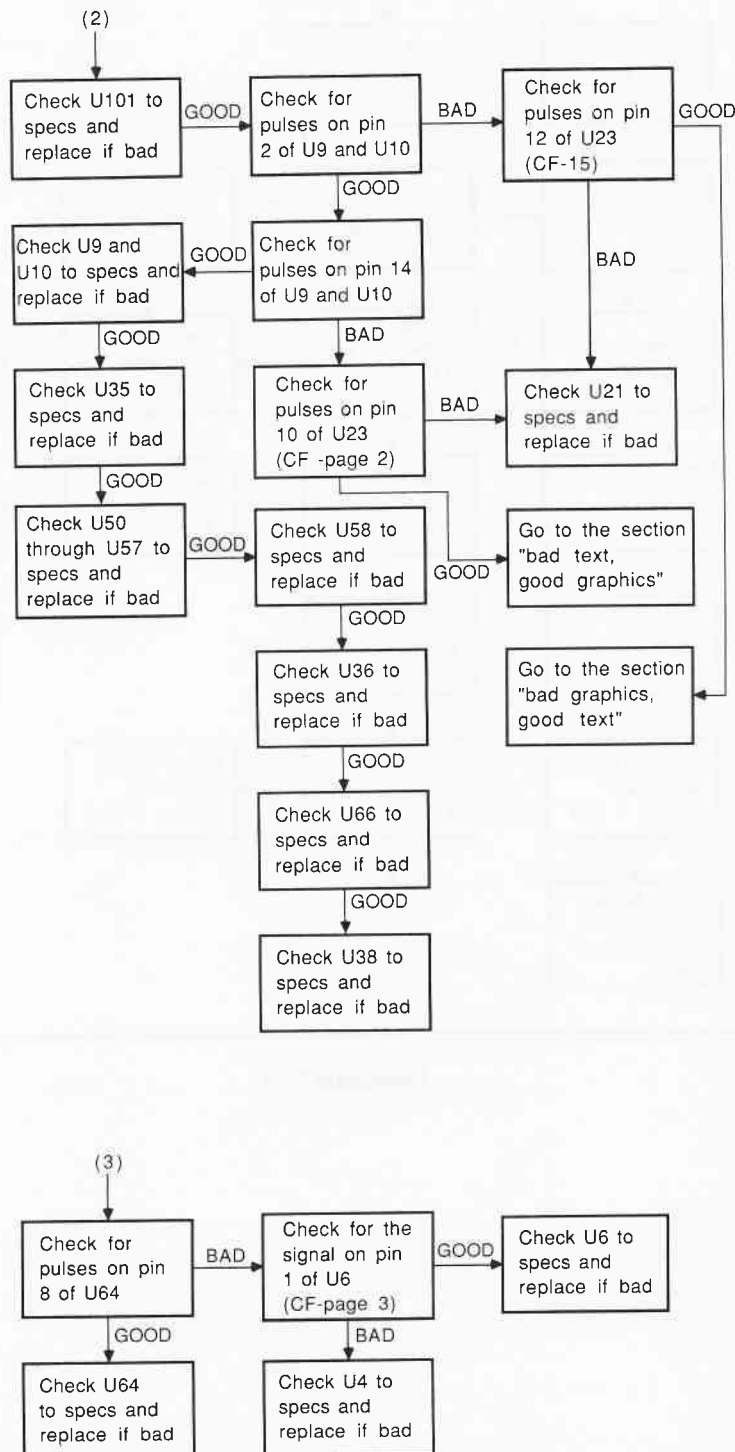 (2)
Check U101 to
specs and
replace if bad
GOOD
Check for
pulses on pin
2 of U9 and U10
BAD
Check for
pulses on pin
12 of U23
(CF-15)
GOOD
GOOD
BAD
Check U9 and
U10 to specs and
replace if bad
GOOD
Check for
pulses on pin 14
of U9 and U10
GOOD
BAD
Check U35 to
specs and
replace if bad
Check for
pulses on pin
10 of U23
(CF -page 2)
BAD
Check U21 to
specs and
replace if bad
GOOD
Check U50
through U57 to
specs and
replace if bad
GOOD
Check U58 to
specs and
replace if bad
GOOD
Go to the section
"bad text,
good graphics"
GOOD
Check U36 to
specs and
replace if bad
Go to the section
"bad graphics,
good text"
GOOD
Check U66 to
specs and
replace if bad
GOOD
Check U38 to
specs and
replace if bad
(3)
Check for
pulses on pin
8 of U64
BAD
Check for the
signal on pin
1 of U6
(CF-page 3)
GOOD
Check U6 to
specs and
replace if bad
GOOD
BAD
Check U64
to specs and
replace if bad
Check U4 to
specs and
replace if bad